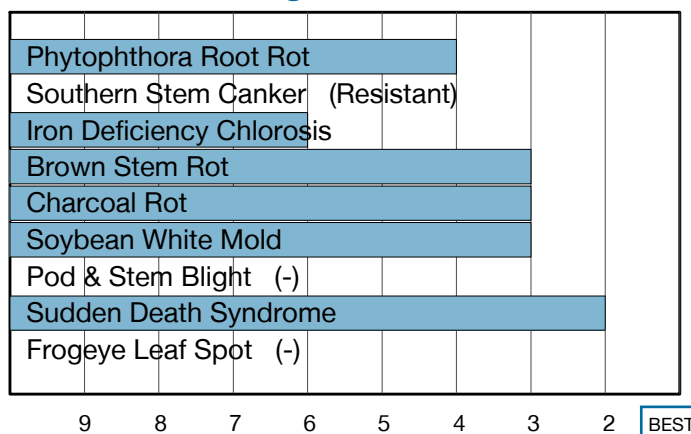 Phytophthora Root Rot
Southern Stem Canker (Resistant)
Iron Deficiency Chlorosis
Brown Stem Rot
Charcoal Rot
Soybean White Mold
Pod & Stem Blight (-)
Sudden Death Syndrome
Frogeye Leaf Spot (-)
9 8 7 6 5 4 3 2 BEST